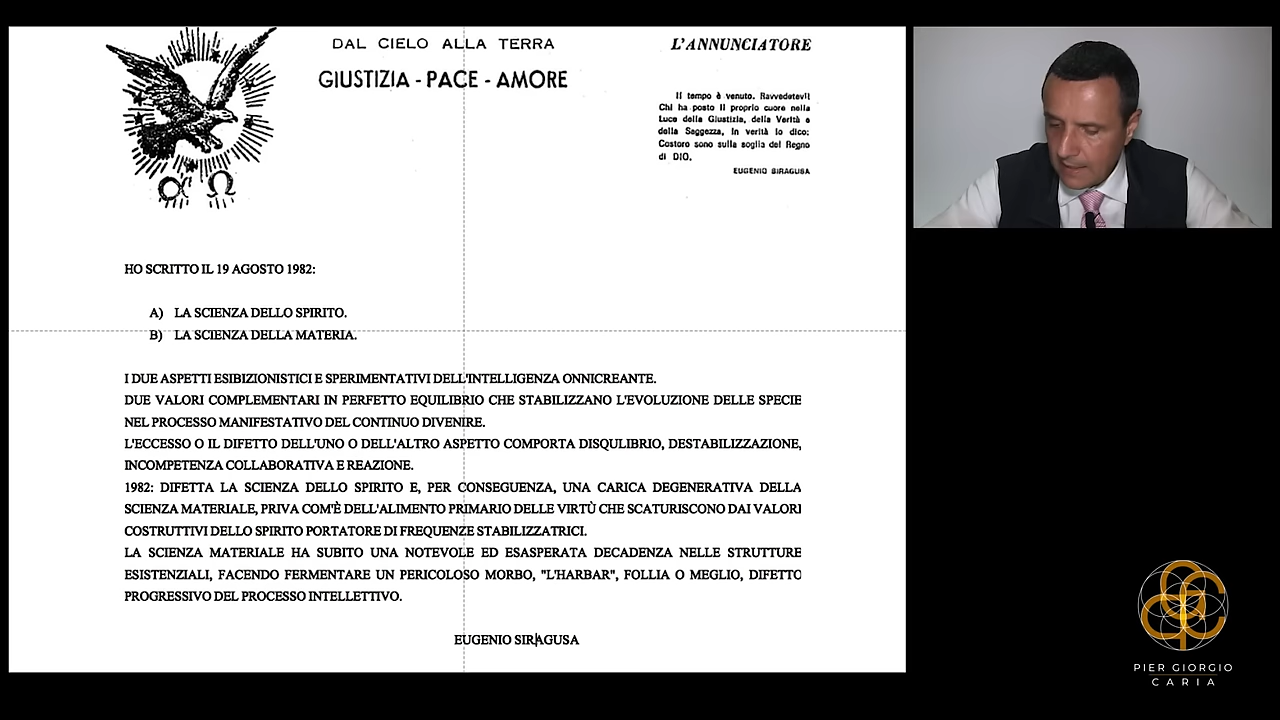 DAL CIELO ALLA TERRA
GIUSTIZIA - PACE - AMORE
L'ANNUNCIATORE
Il tempo è venuto. Ravvedetevi!
Chi ha posto il proprio cuore nella
Luce della Giustizia, della Verità e
della Saggezza, in verità lo dico:
Costoro sono sulla soglia del Regno
di DIO.
EUGENIO SIRAGUSA
α Ω
HO SCRITTO IL 19 AGOSTO 1982:
A) LA SCIENZA DELLO SPIRITO.
B) LA SCIENZA DELLA MATERIA.
I DUE ASPETTI ESIBIZIONISTICI E SPERIMENTATIVI DELL'INTELLIGENZA ONNICREANTE.
DUE VALORI COMPLEMENTARI IN PERFETTO EQUILIBRIO CHE STABILIZZANO L'EVOLUZIONE DELLE SPECIE
NEL PROCESSO MANIFESTATIVO DEL CONTINUO DIVENIRE.
L'ECCESSO O IL DIFETTO DELL'UNO O DELL'ALTRO ASPETTO COMPORTA DISQULIBRIO, DESTABILIZZAZIONE,
INCOMPETENZA COLLABORATIVA E REAZIONE.
1982: DIFETTA LA SCIENZA DELLO SPIRITO E, PER CONSEGUENZA, UNA CARICA DEGENERATIVA DELLA
SCIENZA MATERIALE, PRIVA COM'È DELL'ALIMENTO PRIMARIO DELLE VIRTÙ CHE SCATURISCONO DAI VALORI
COSTRUTTIVI DELLO SPIRITO PORTATORE DI FREQUENZE STABILIZZATRICI.
LA SCIENZA MATERIALE HA SUBITO UNA NOTEVOLE ED ESASPERATA DECADENZA NELLE STRUTTURE
ESISTENZIALI, FACENDO FERMENTARE UN PERICOLOSO MORBO, "L'HARBAR", FOLLIA O MEGLIO, DIFETTO
PROGRESSIVO DEL PROCESSO INTELLETTIVO.
EUGENIO SIRAGUSA
PIER GIORGIO
CARIA